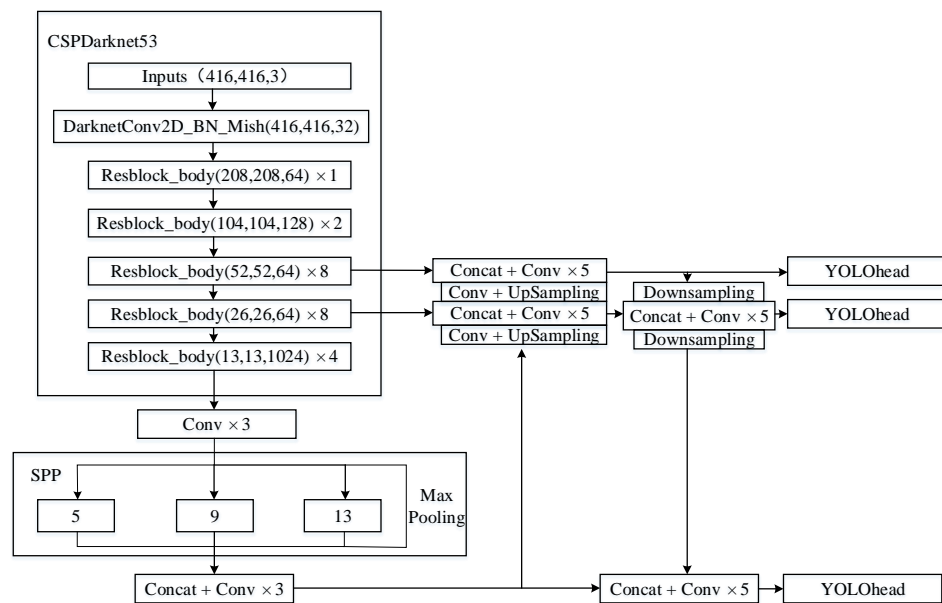 CSPDarknet53
Inputs（416,416,3）
DarknetConv2D_BN_Mish(416,416,32)
Resblock_body(208,208,64) ×1
Resblock_body(104,104,128) ×2
Resblock_body(52,52,64) ×8
Resblock_body(26,26,64) ×8
Resblock_body(13,13,1024) ×4
Concat + Conv ×5
Conv + UpSampling
Concat + Conv ×5
Conv + UpSampling
Downsampling
Concat + Conv ×5
Downsampling
YOLOhead
YOLOhead
Conv ×3
SPP
5
9
13
Max
Pooling
Concat + Conv ×3
Concat + Conv ×5
YOLOhead